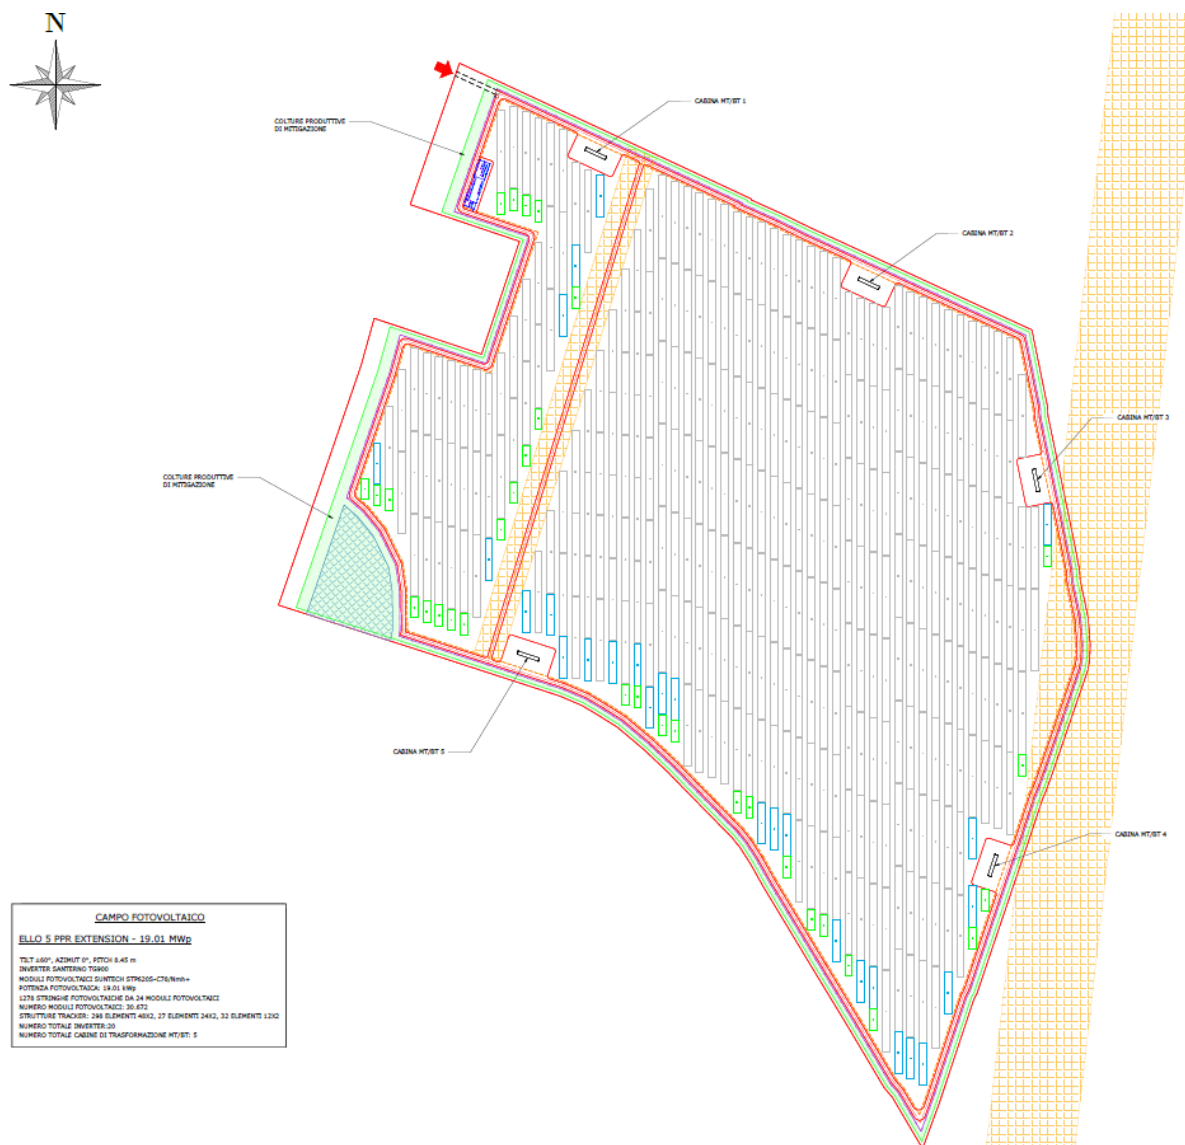 N
CABINA MT/BT 1
COLTURE PRODUTTIVE
DI MITIGAZIONE
CABINA MT/BT 2
CABINA MT/BT 3
COLTURE PRODUTTIVE
DI MITIGAZIONE
CABINA MT/BT 5
CABINA MT/BT 4
CAMPO FOTOVOLTAICO
ELLO 5 PPR EXTENSION - 19.01 MWp
TILT ±60°, AZIMUT 0°, PITCH 8.45 m
INVERTER SANTERNO TG900
MODULI FOTOVOLTAICI SUNTECH STP620S-C78/Nmh+
POTENZA FOTOVOLTAICA: 19.01 kWp
1278 STRINGHE FOTOVOLTAICHE DA 24 MODULI FOTOVOLTAICI
NUMERO MODULI FOTOVOLTAICI: 30.672
STRUTTURE TRACKER: 298 ELEMENTI 48X2, 27 ELEMENTI 24X2, 32 ELEMENTI 12X2
NUMERO TOTALE INVERTER:20
NUMERO TOTALE CABINE DI TRASFORMAZIONE MT/BT: 5